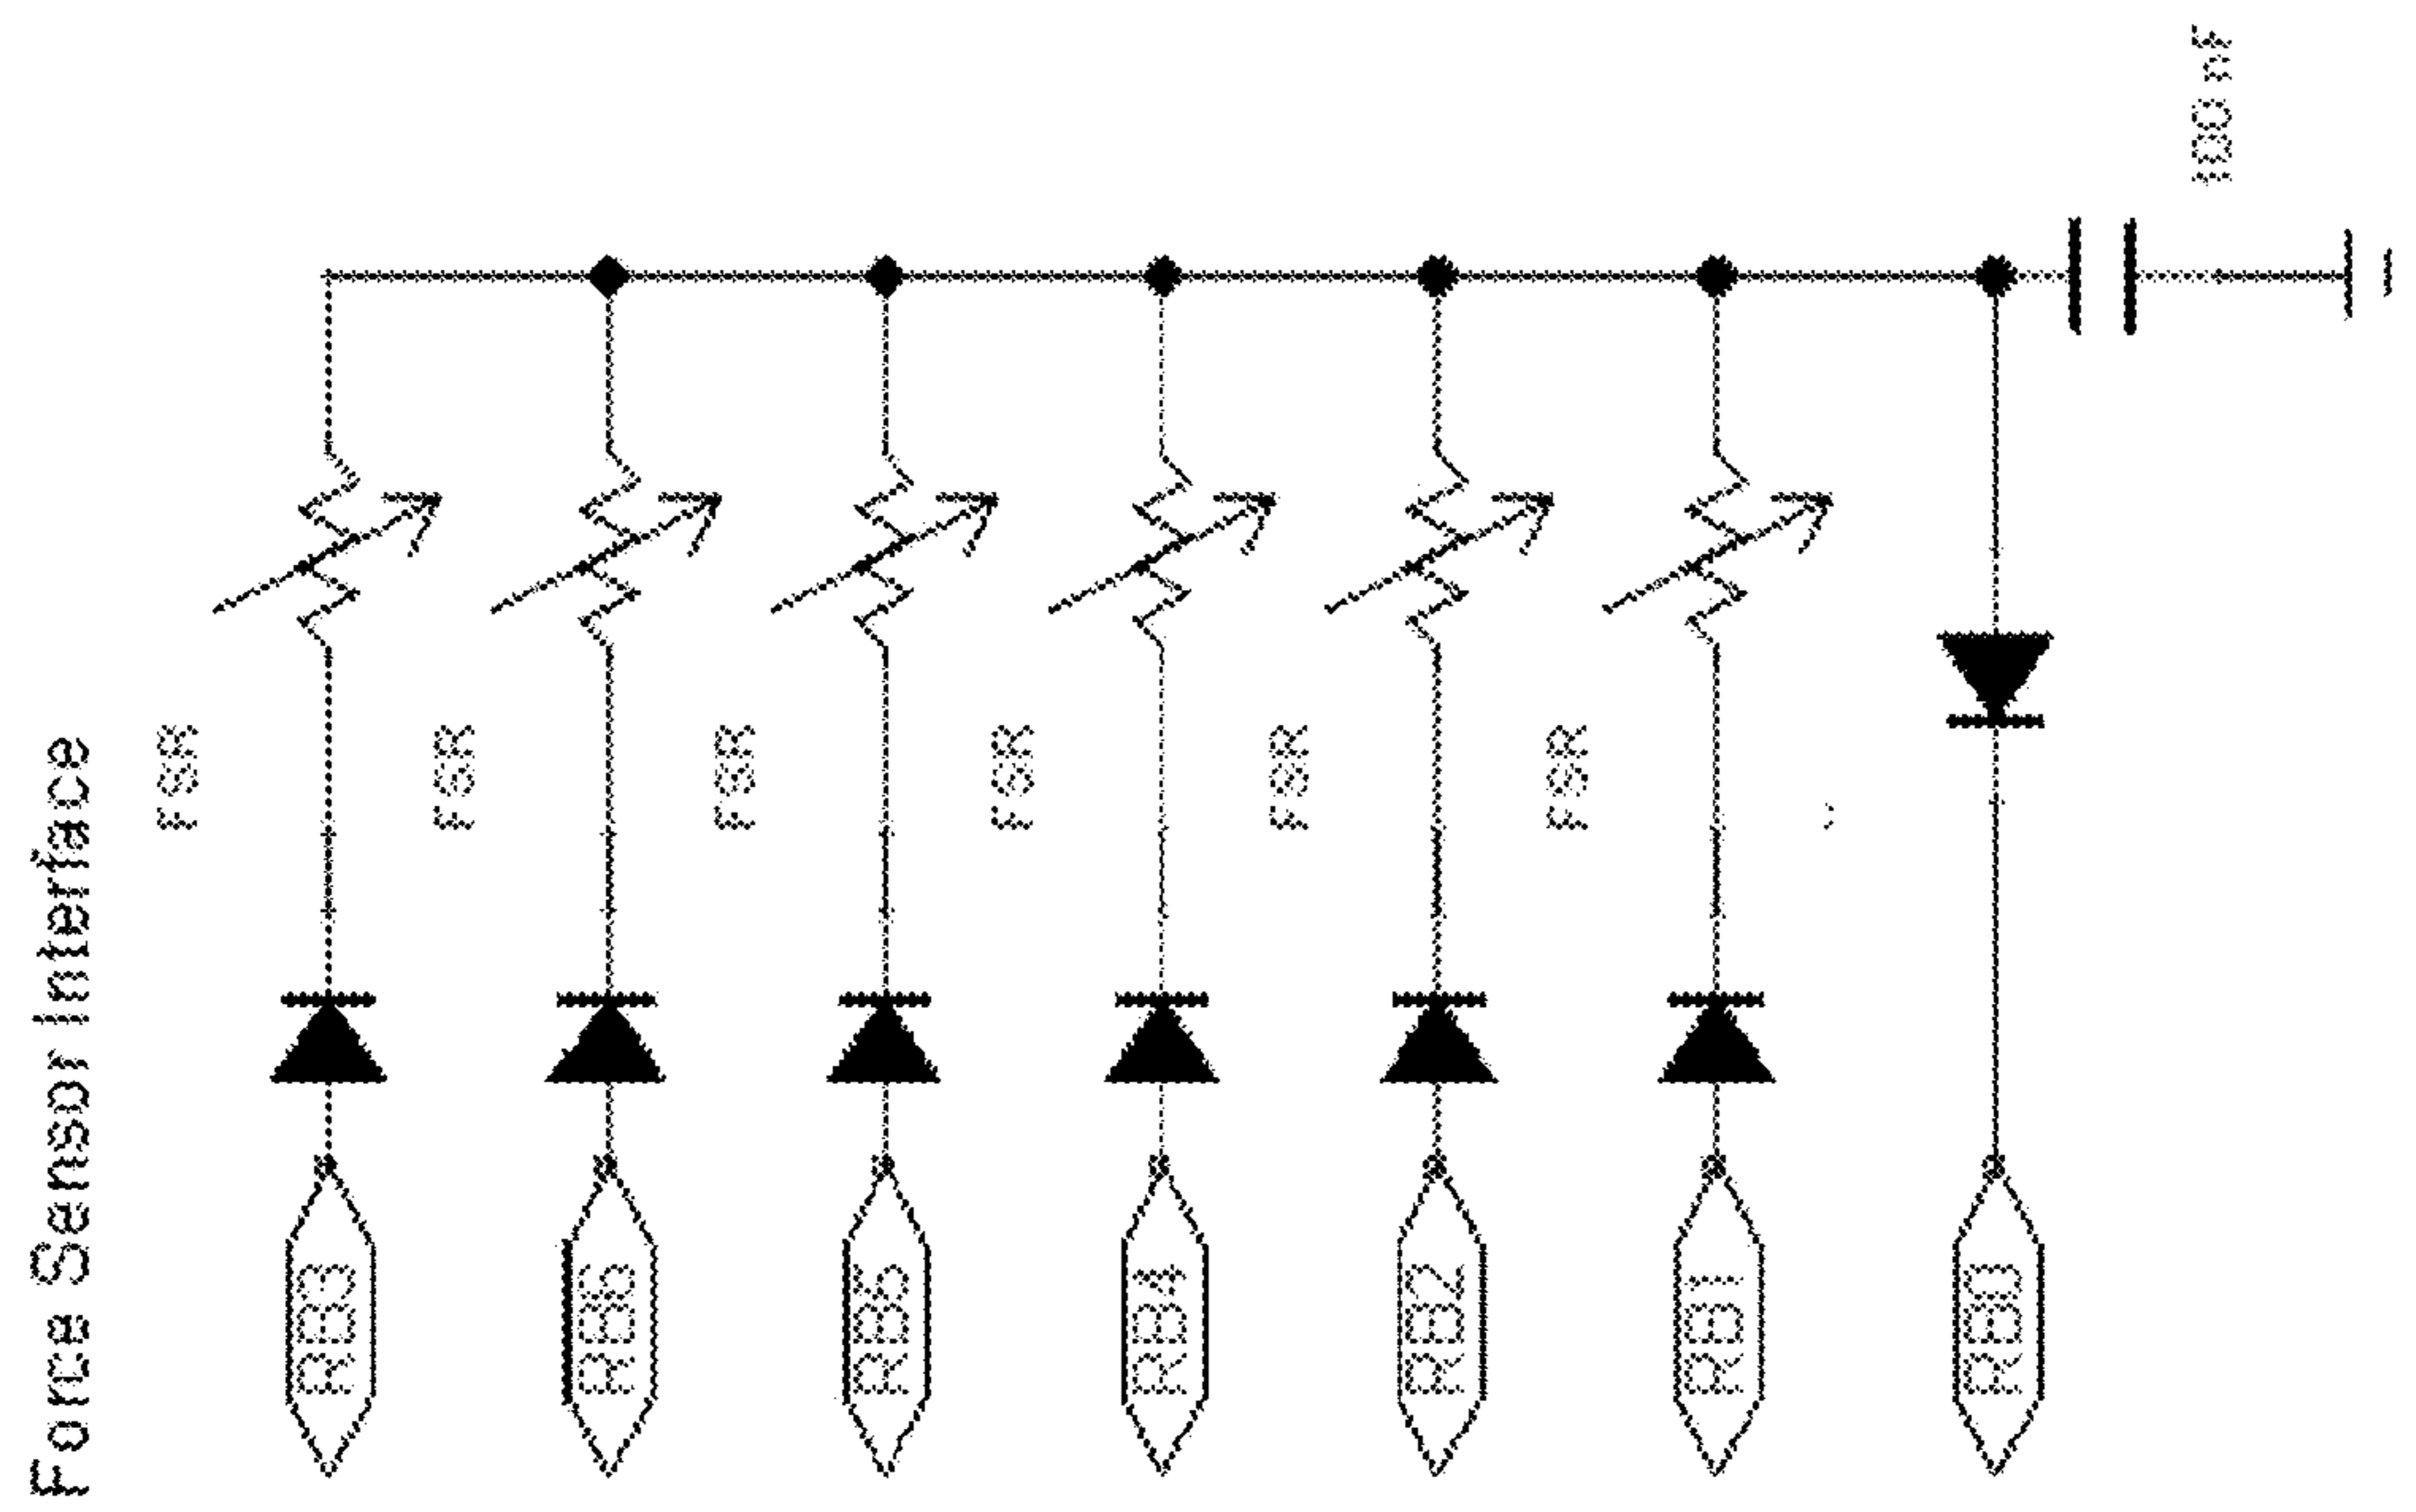 Force Sensor Interface
FSR
RB3
FSR
RB6
FSR
RB5
FSR
RB4
FSR
RB2
FSR
RB1
RB0
100 nF